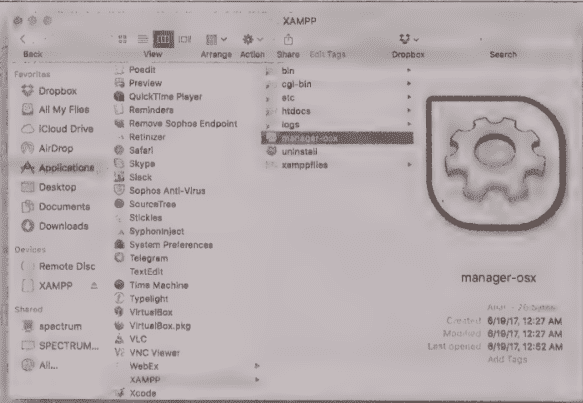 XAMPP
Back View Arrange Action Share Edit Tags Dropbox Search
Favorites
Dropbox
All My Files
iCloud Drive
AirDrop
Applications
Desktop
Documents
Downloads
Devices
Remote Disc
XAMPP
Shared
spectrum
SPECTRUM...
All...
Poedit
Preview
QuickTime Player
Reminders
Remove Sophos Endpoint
Retinizer
Safari
Skype
Slack
Sophos Anti-Virus
SourceTree
Stickies
SyphonInject
System Preferences
Telegram
TextEdit
Time Machine
Typelight
VirtualBox
VirtualBox.pkg
VLC
VNC Viewer
WebEx
XAMPP
Xcode
bin
cgi-bin
etc
htdocs
logs
manager-osx
uninstall
xamppfiles
manager-osx
Created 6/19/17, 12:27 AM
Modified 6/19/17, 12:27 AM
Last opened 6/19/17, 12:52 AM
Add Tags